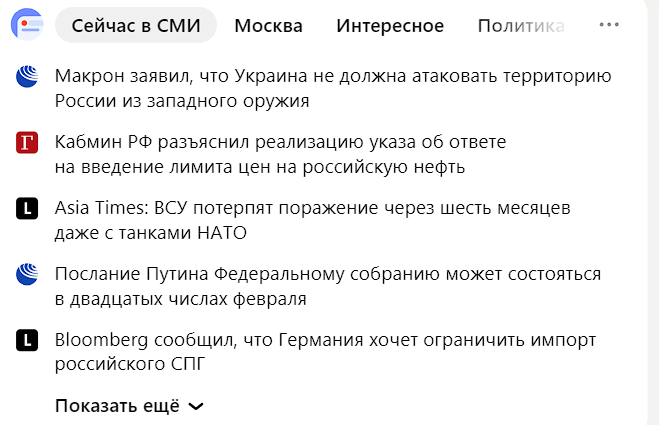 Сейчас в СМИ Москва Интересное Политика
Макрон заявил, что Украина не должна атаковать территорию
России из западного оружия
Г Кабмин РФ разъяснил реализацию указа об ответе
на введение лимита цен на российскую нефть
L Asia Times: ВСУ потерпят поражение через шесть месяцев
даже с танками НАТО
Послание Путина Федеральному собранию может состояться
в двадцатых числах февраля
L Bloomberg сообщил, что Германия хочет ограничить импорт
российского СПГ
Показать ещё